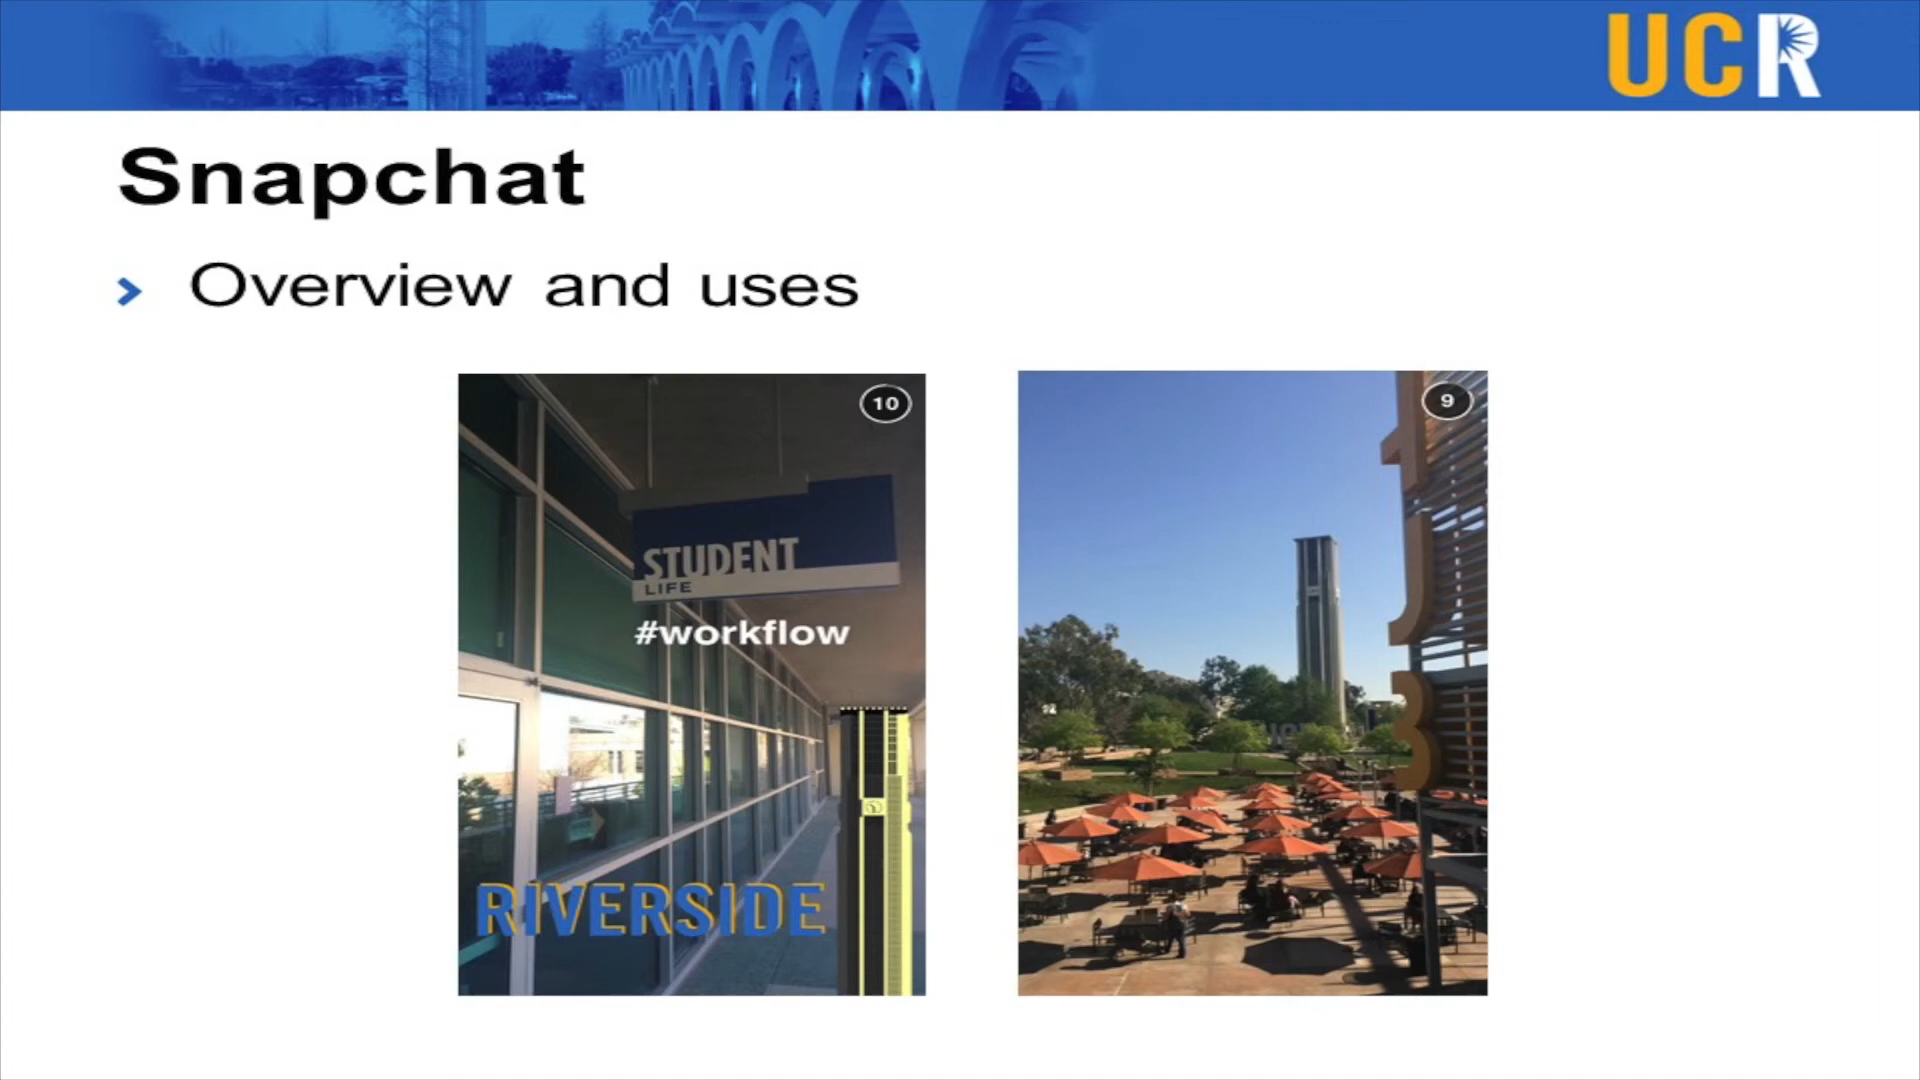 UCR
Snapchat
Overview and uses
10
STUDENT
LIFE
#workflow
RIVERSIDE
9